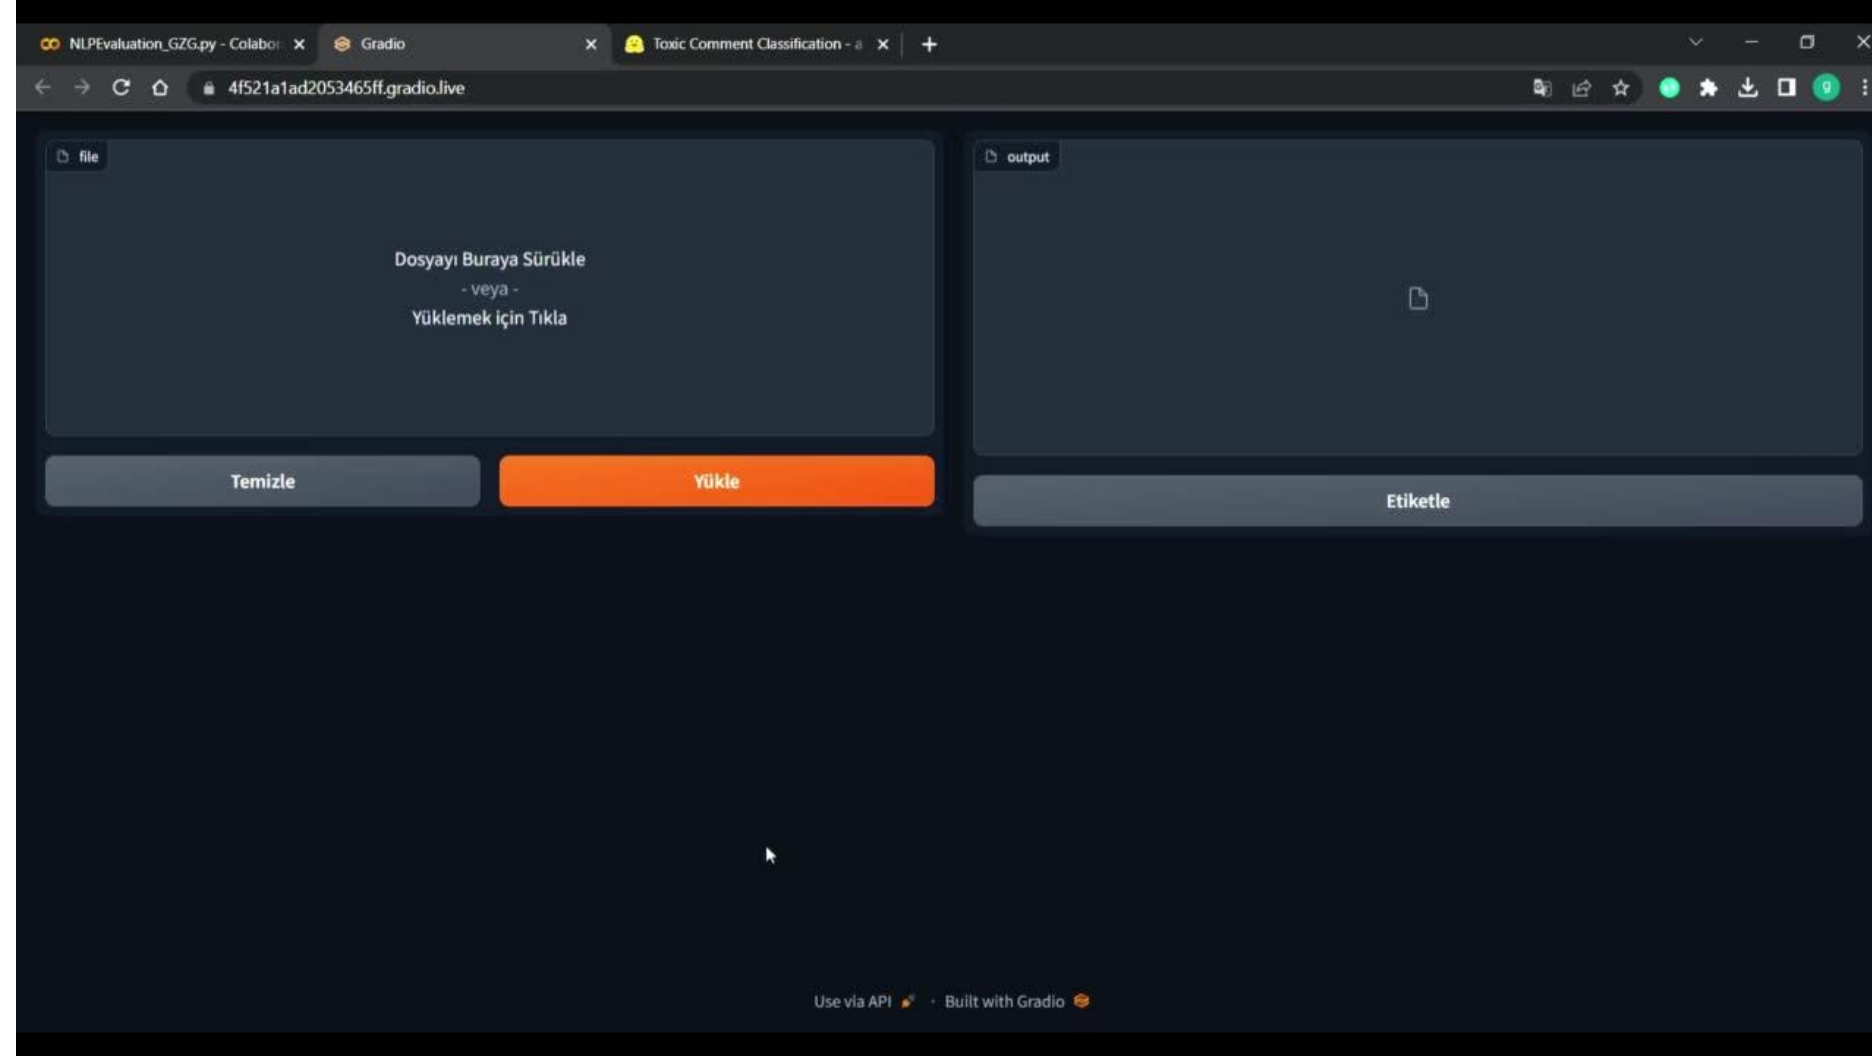 NLPEvaluation_GZG.py - Colabor
Gradio
Toxic Comment Classification - a
4f521a1ad2053465ff.gradio.live
g
file
Dosyayı Buraya Sürükle
- veya -
Yüklemek için Tıkla
Temizle
Yükle
output
Etiketle
Use via API · Built with Gradio